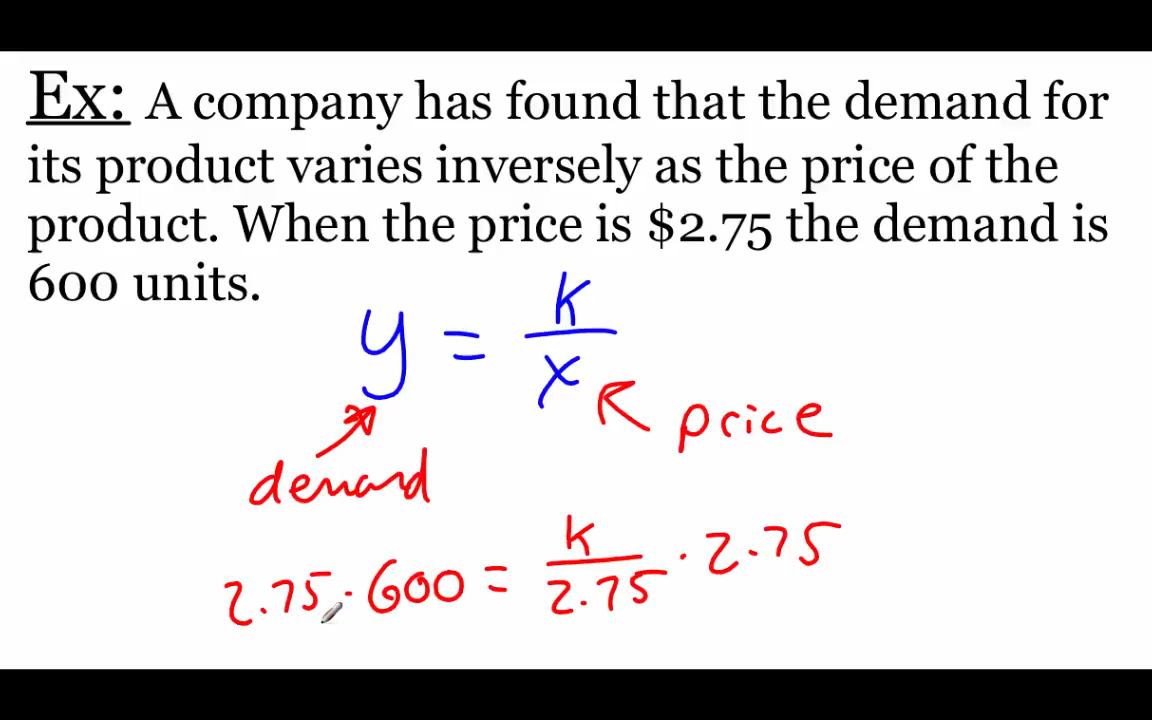 Ex: A company has found that the demand for
its product varies inversely as the price of the
product. When the price is $2.75 the demand is
600 units.
y = k/x
price
demand
2.75 · 600 = k/2.75 · 2.75